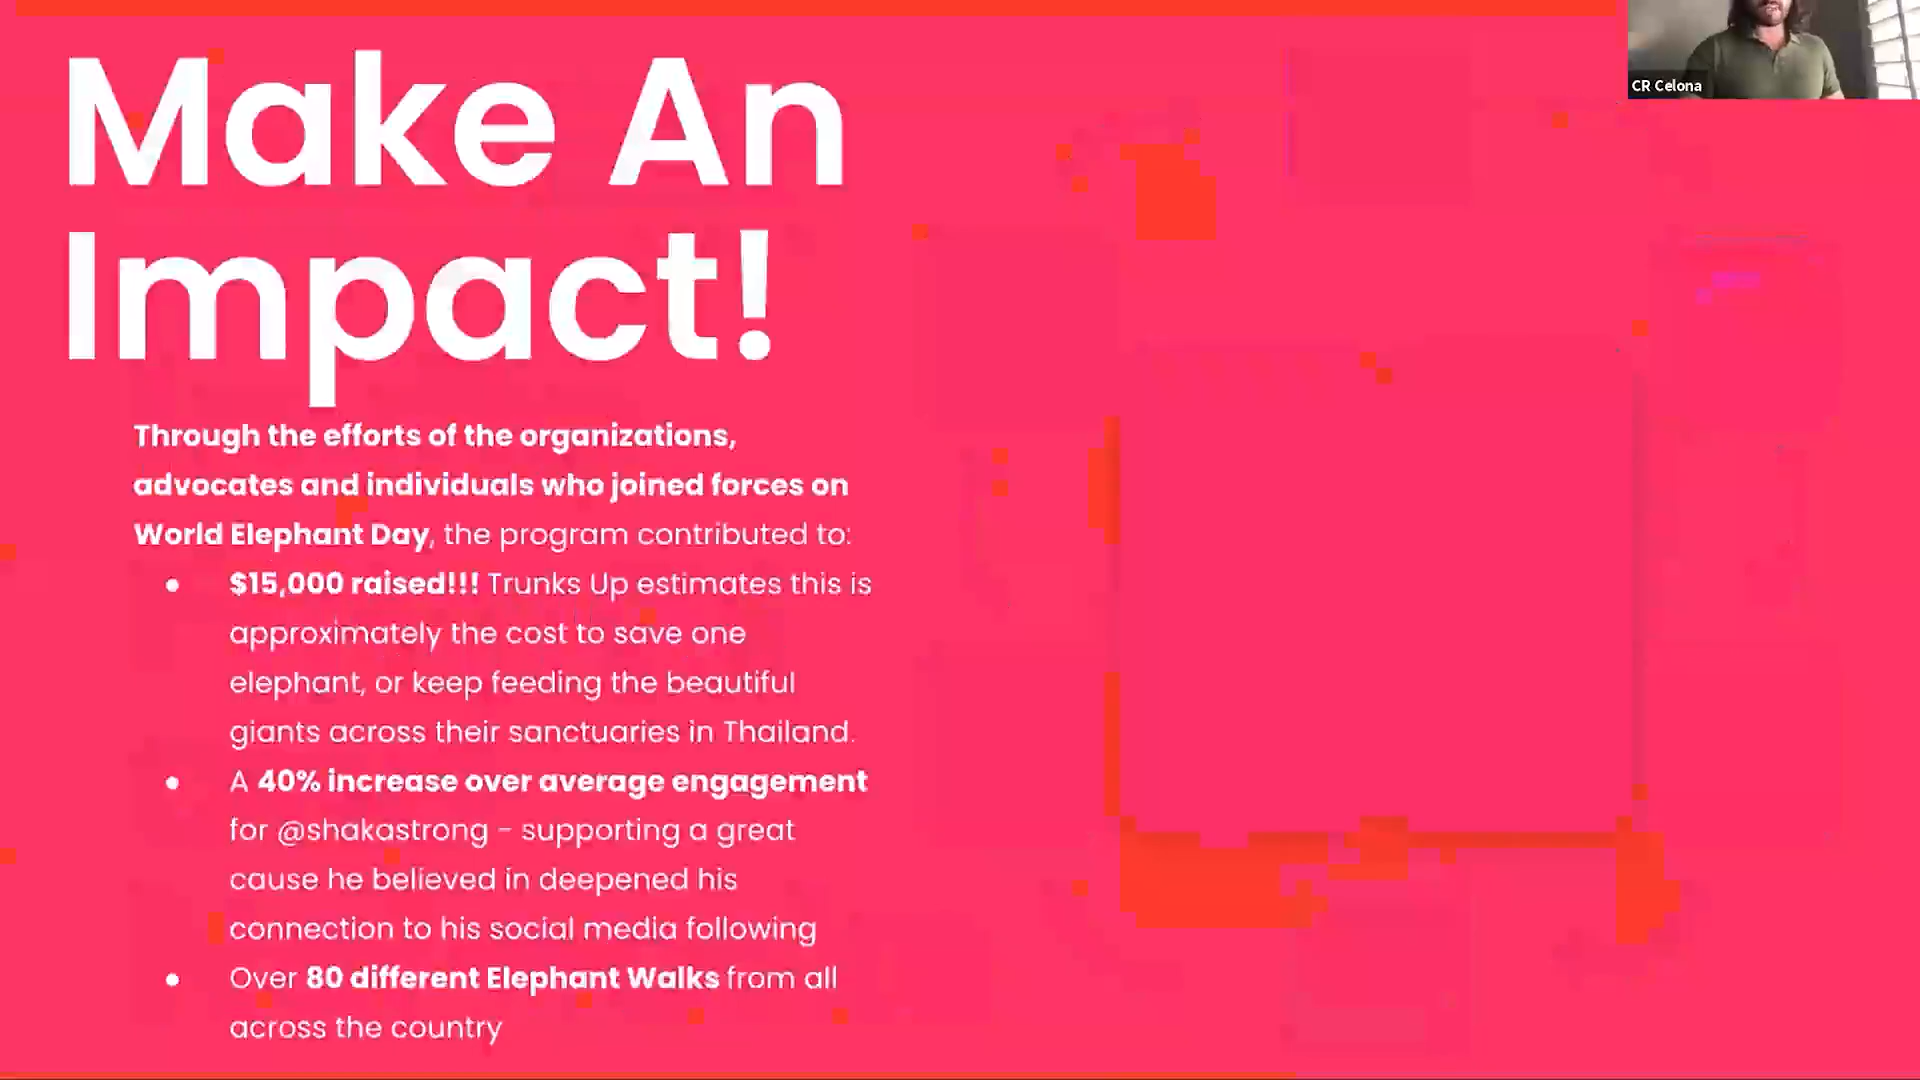 CR Celona
Make An
Impact!
Through the efforts of the organizations,
advocates and individuals who joined forces on
World Elephant Day, the program contributed to:
● $15,000 raised!!! Trunks Up estimates this is
approximately the cost to save one
elephant, or keep feeding the beautiful
giants across their sanctuaries in Thailand.
● A 40% increase over average engagement
for @shakastrong - supporting a great
cause he believed in deepened his
connection to his social media following
● Over 80 different Elephant Walks from all
across the country